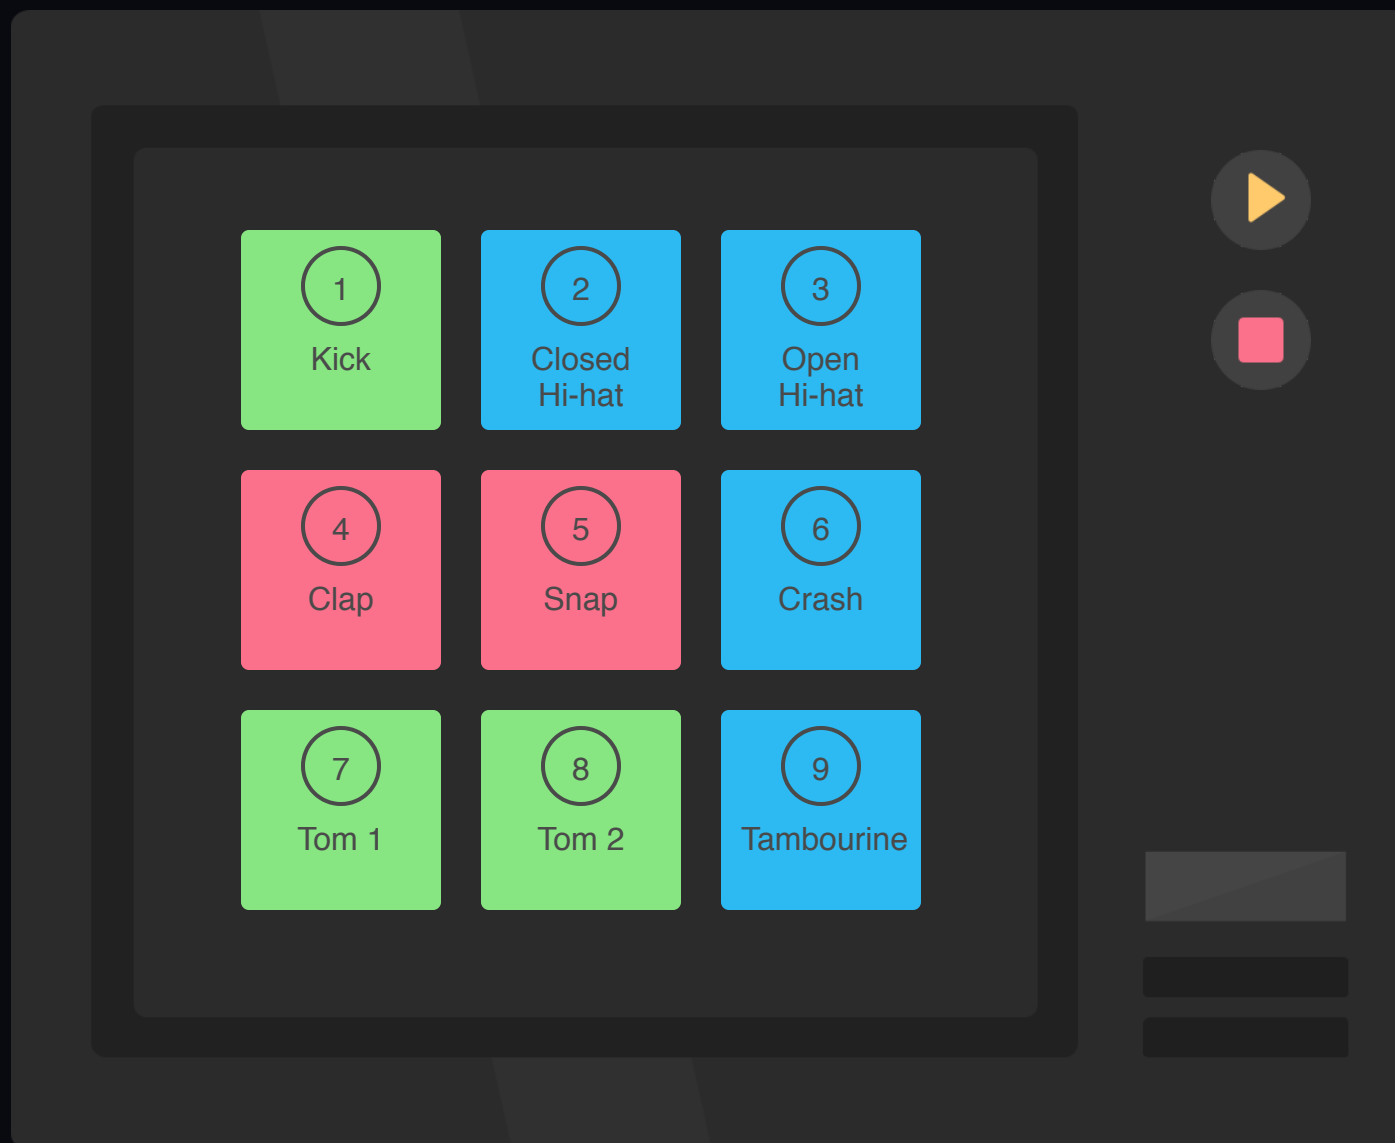 1
Kick
2
Closed
Hi-hat
3
Open
Hi-hat
4
Clap
5
Snap
6
Crash
7
Tom 1
8
Tom 2
9
Tambourine